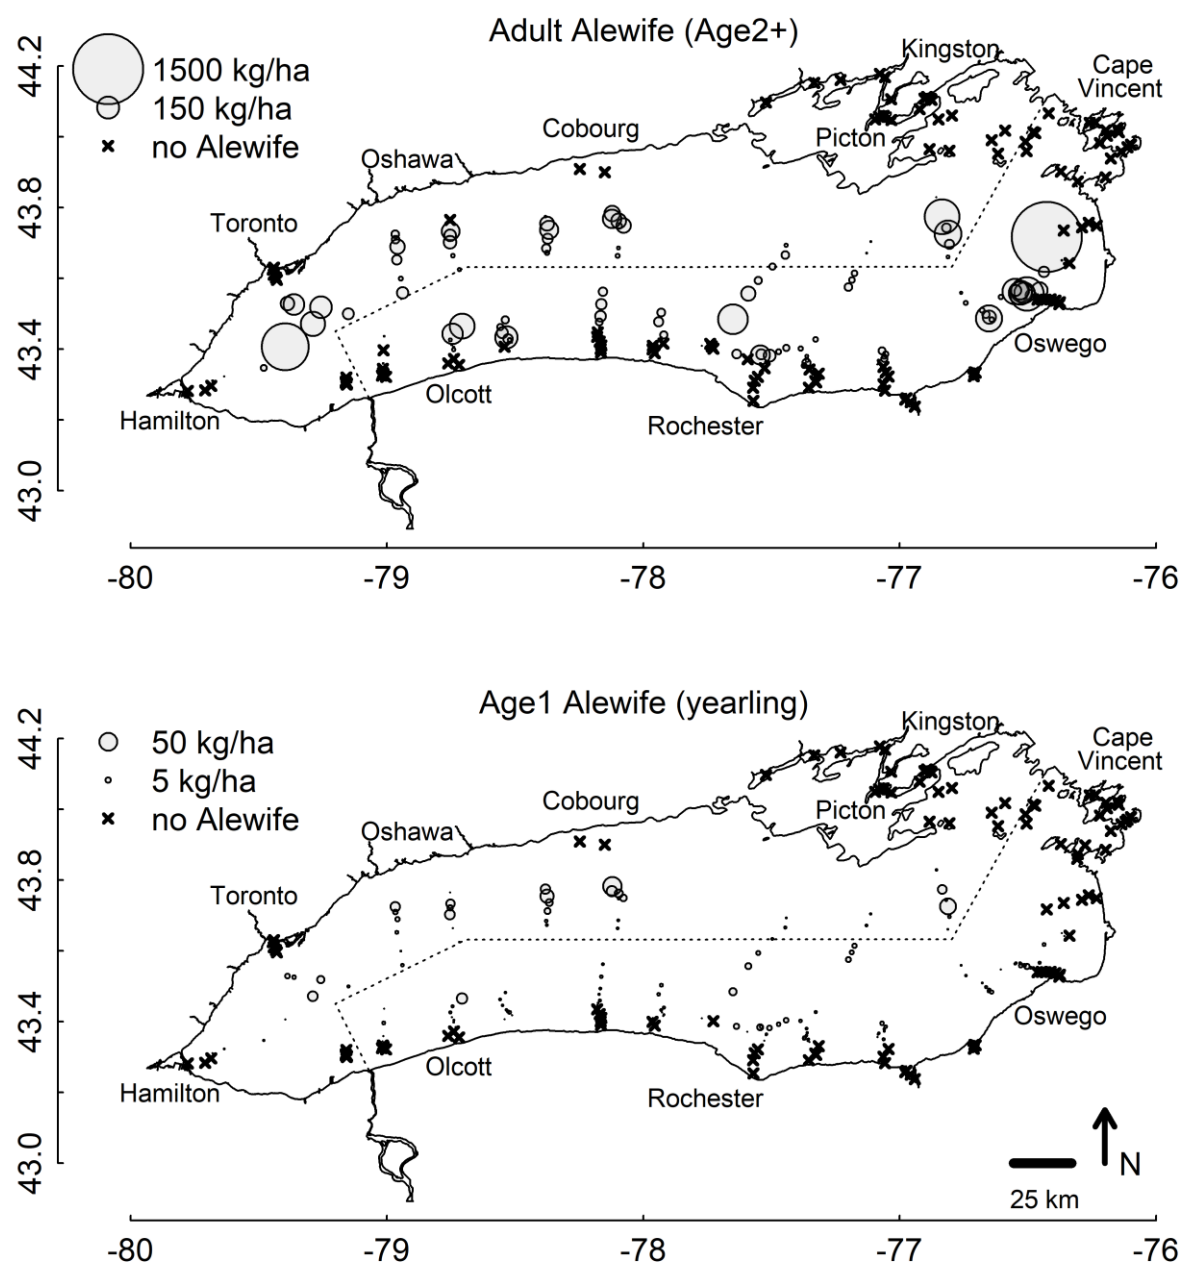 Adult Alewife (Age2+)
1500 kg/ha
150 kg/ha
no Alewife
Kingston
Cape
Vincent
Cobourg
Picton
Oshawa
Toronto
Oswego
Olcott
Hamilton
Rochester
44.2
43.8
43.4
43.0
-80
-79
-78
-77
-76
Age1 Alewife (yearling)
50 kg/ha
5 kg/ha
no Alewife
Kingston
Cape
Vincent
Cobourg
Picton
Oshawa
Toronto
Oswego
Olcott
Hamilton
Rochester
N
25 km
44.2
43.8
43.4
43.0
-80
-79
-78
-77
-76